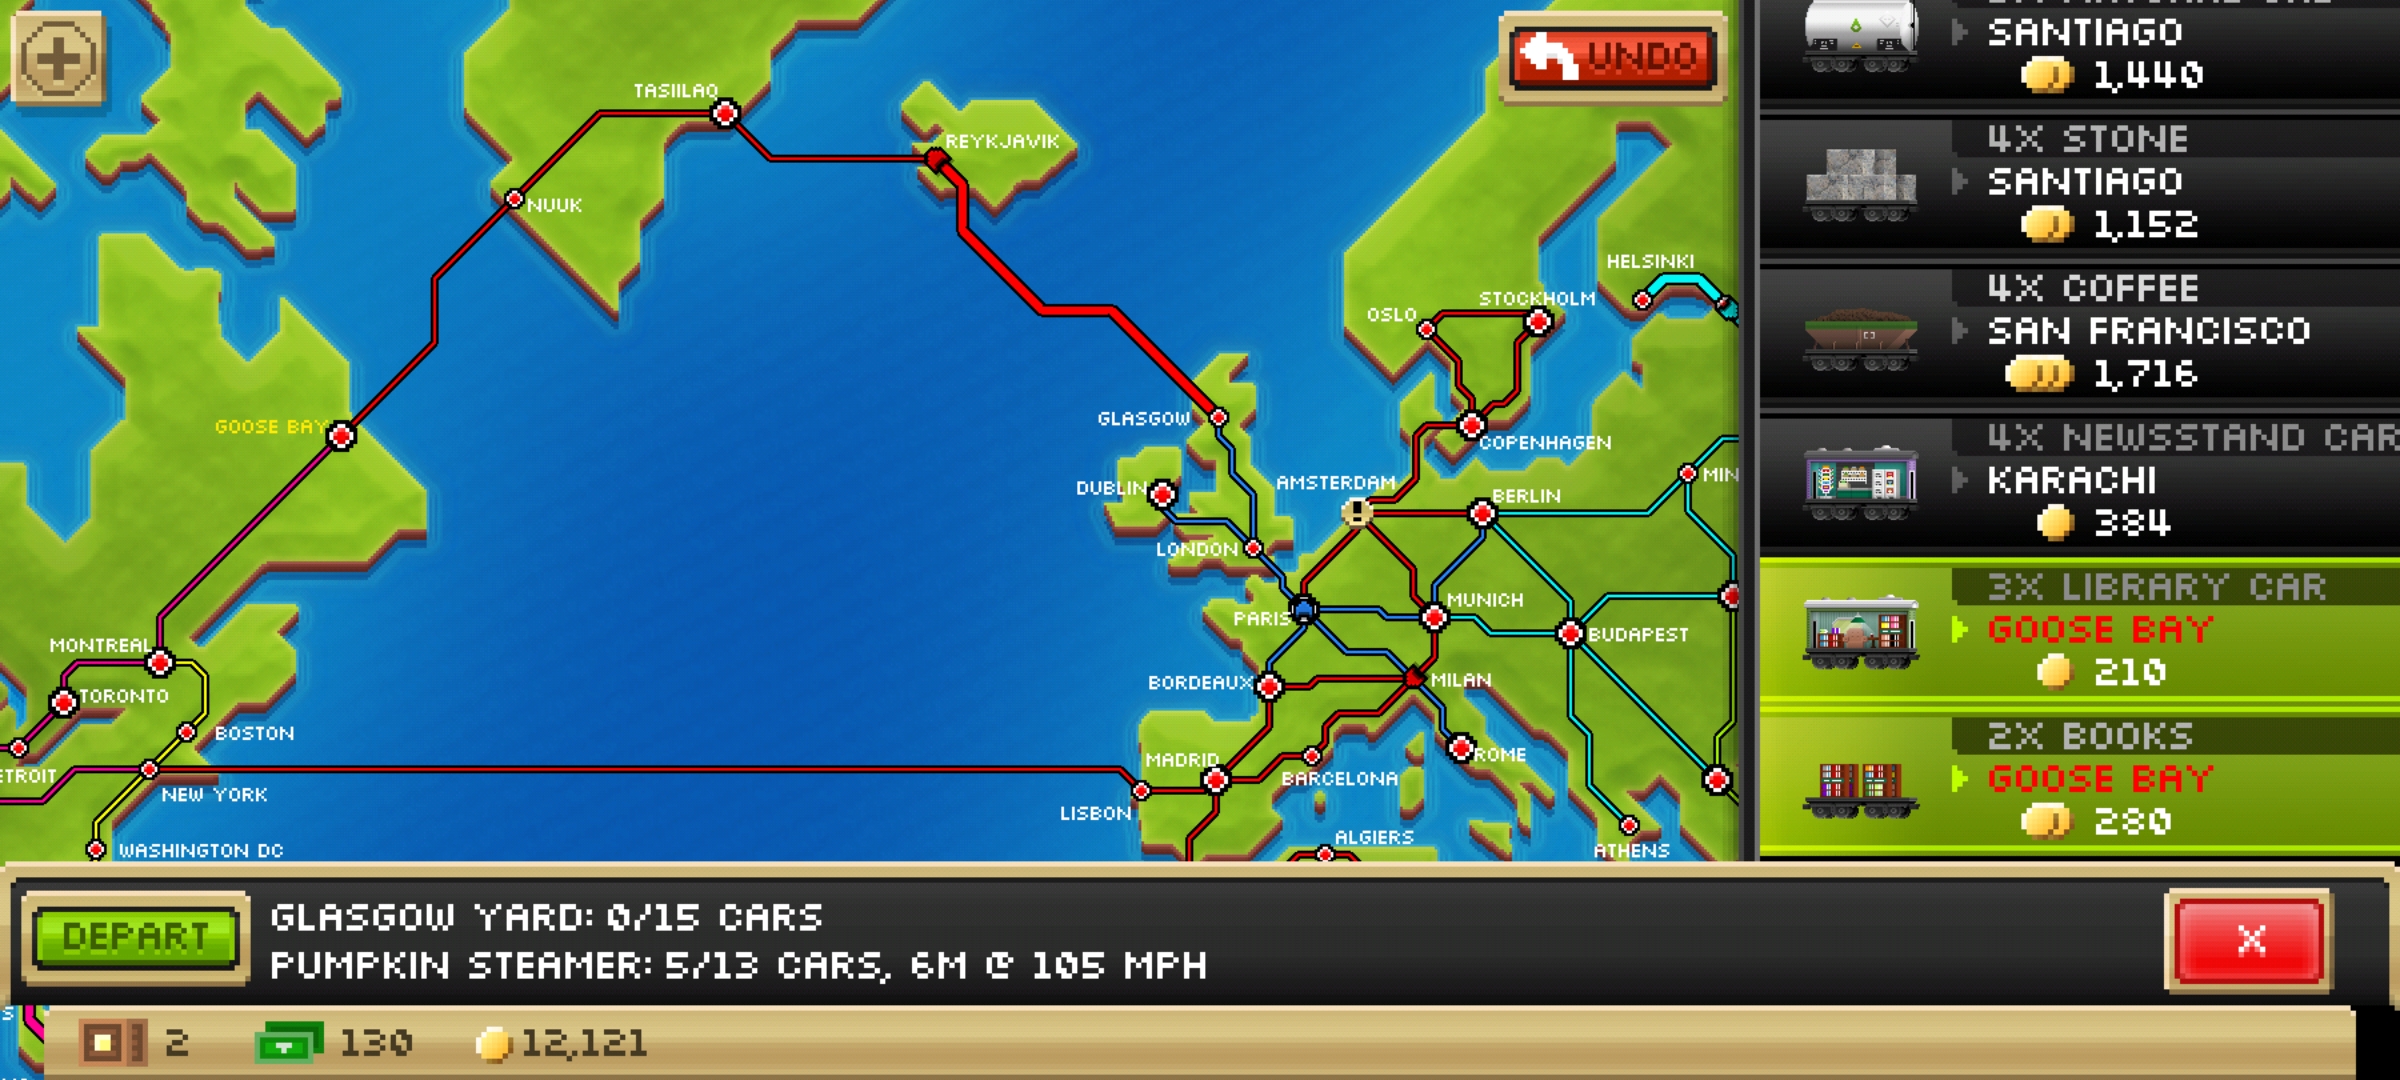 UNDO
TASIILAQ
REYKJAVIK
NUUK
HELSINKI
STOCKHOLM
OSLO
GLASGOW
GOOSE BAY
COPENHAGEN
AMSTERDAM
DUBLIN
BERLIN
MIN
LONDON
MUNICH
PARIS
BUDAPEST
MONTREAL
TORONTO
BORDEAUX
MILAN
BOSTON
ROME
MADRID
ETROIT
BARCELONA
NEW YORK
LISBON
ALGIERS
WASHINGTON DC
ATHENS
SANTIAGO
1,440
4X STONE
SANTIAGO
1,152
4X COFFEE
SAN FRANCISCO
1,716
4X NEWSSTAND CAR
KARACHI
384
3X LIBRARY CAR
GOOSE BAY
210
2X BOOKS
GOOSE BAY
280
DEPART
GLASGOW YARD: 0/15 CARS
PUMPKIN STEAMER: 5/13 CARS, 6M @ 105 MPH
X
2
130
12,121